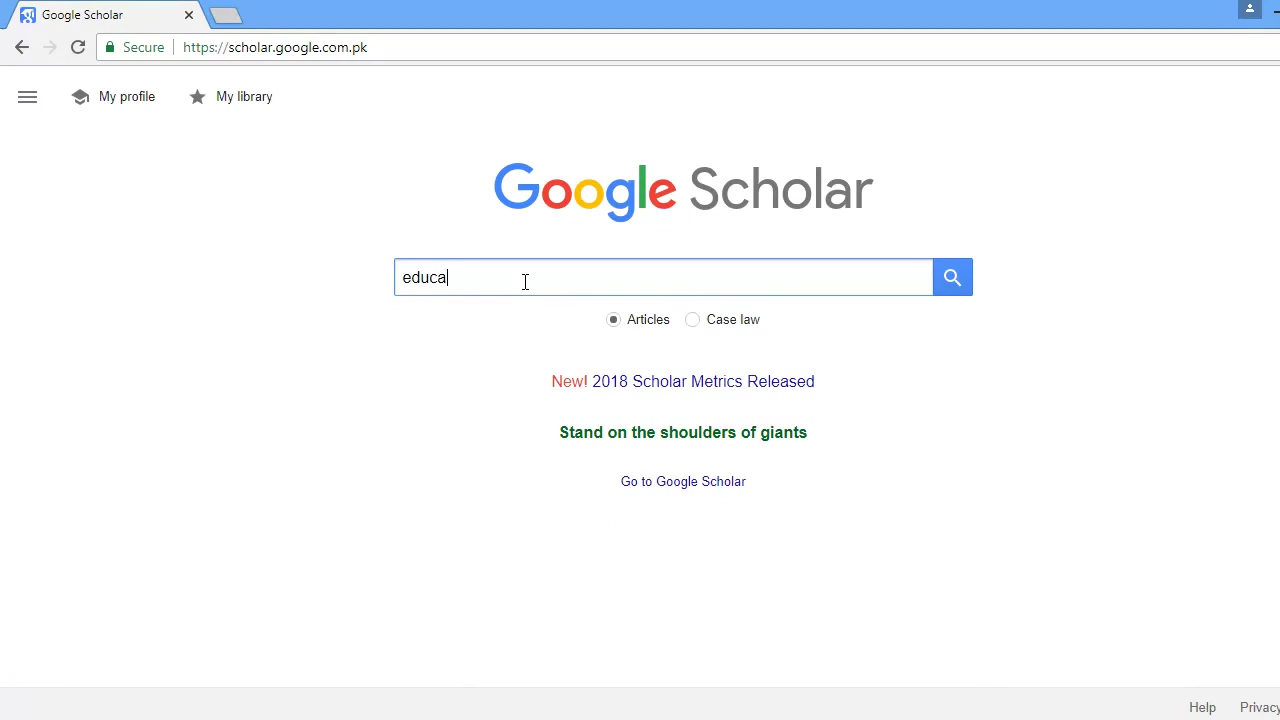 Google Scholar
Secure https://scholar.google.com.pk
My profile My library
Google Scholar
educa
Articles Case law
New! 2018 Scholar Metrics Released
Stand on the shoulders of giants
Go to Google Scholar
Help Privacy